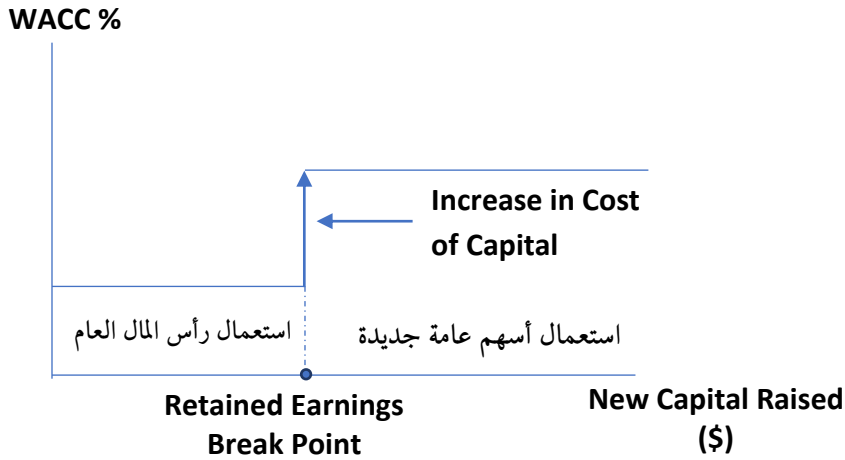 WACC %
Increase in Cost
of Capital
استعمال رأس المال العام
استعمال أسهم عامة جديدة
Retained Earnings
Break Point
New Capital Raised
($)